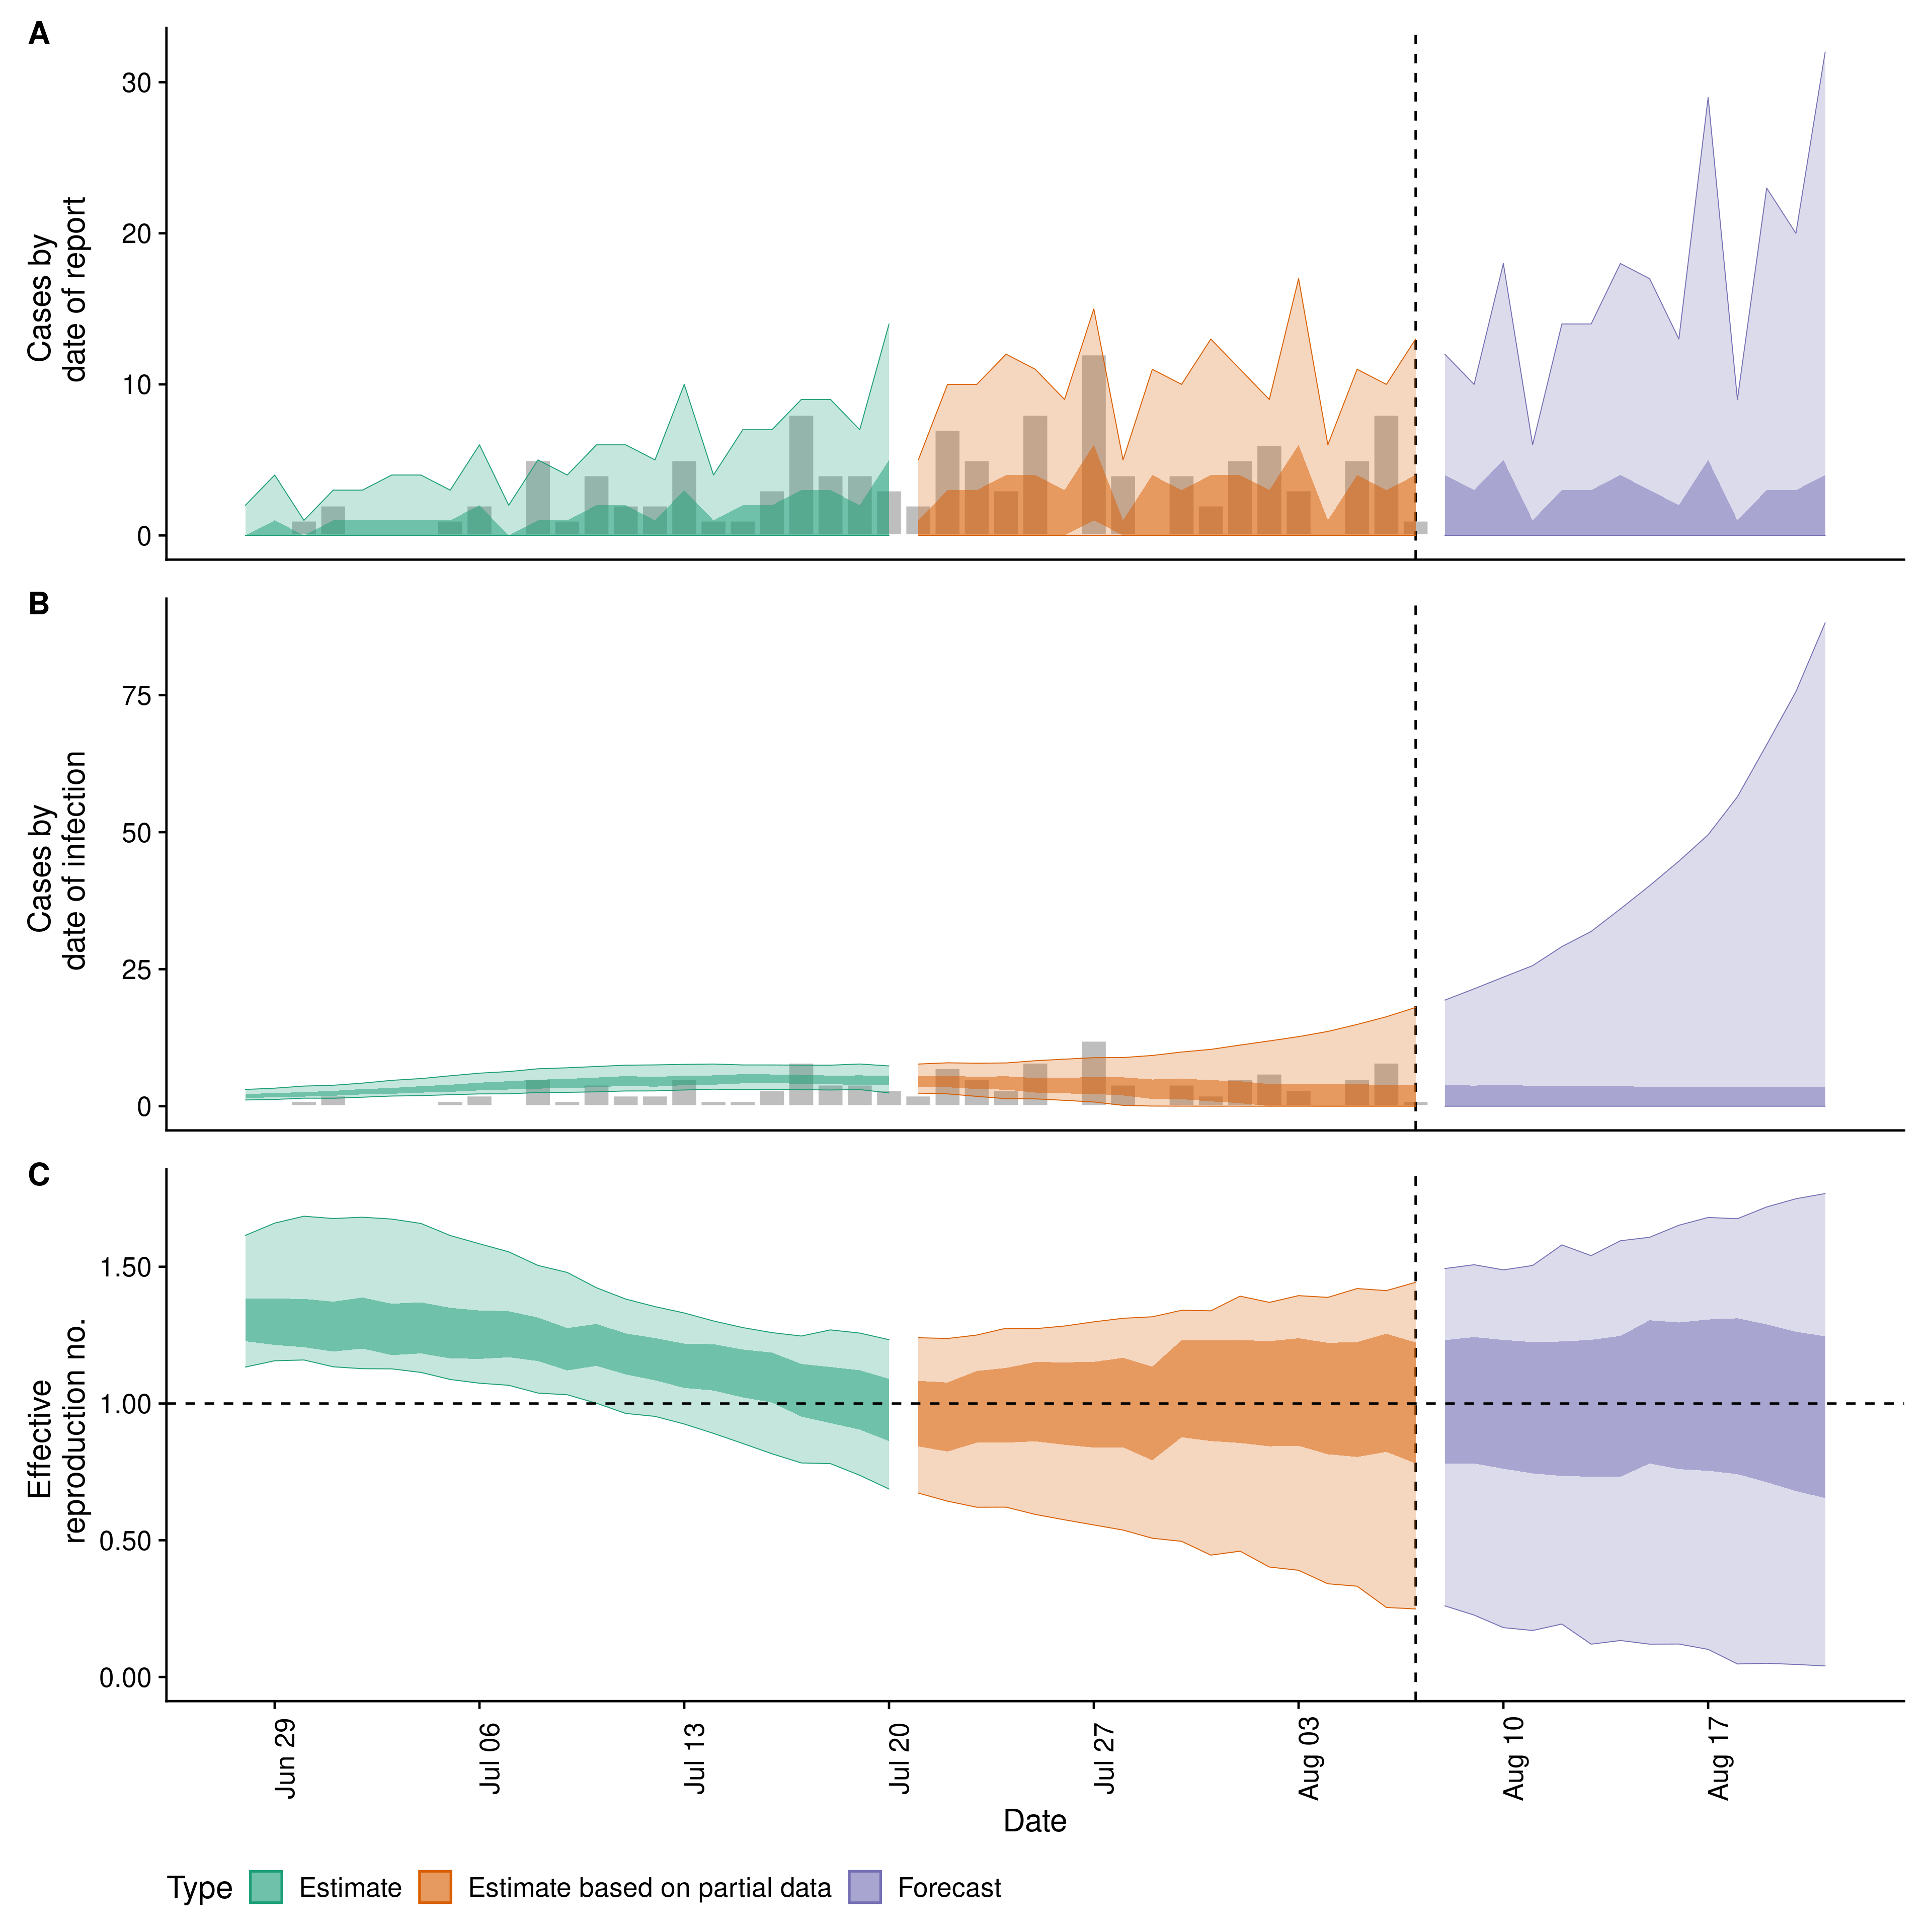 A
Cases by
date of report
30
20
10
0
B
Cases by
date of infection
75
50
25
0
C
Effective
reproduction no.
1.50
1.00
0.50
0.00
Jun 29
Jul 06
Jul 13
Jul 20
Jul 27
Aug 03
Aug 10
Aug 17
Date
Type Estimate Estimate based on partial data Forecast